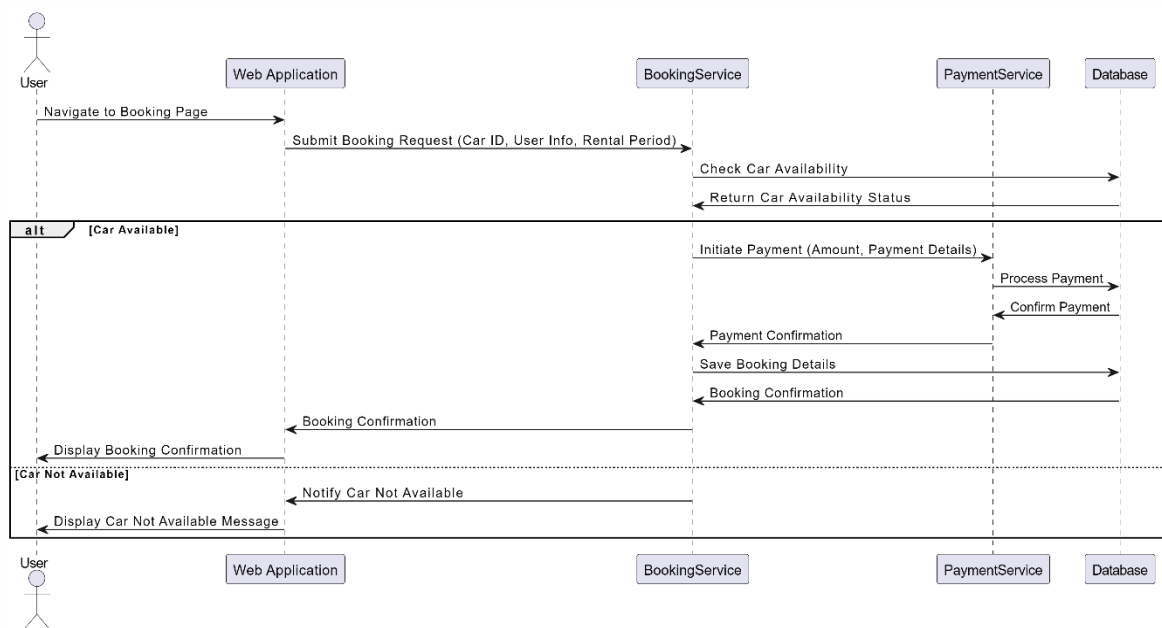 User
Web Application
BookingService
PaymentService
Database
Navigate to Booking Page
Submit Booking Request (Car ID, User Info, Rental Period)
Check Car Availability
Return Car Availability Status
alt
[Car Available]
Initiate Payment (Amount, Payment Details)
Process Payment
Confirm Payment
Payment Confirmation
Save Booking Details
Booking Confirmation
Booking Confirmation
Display Booking Confirmation
[Car Not Available]
Notify Car Not Available
Display Car Not Available Message
User
Web Application
BookingService
PaymentService
Database